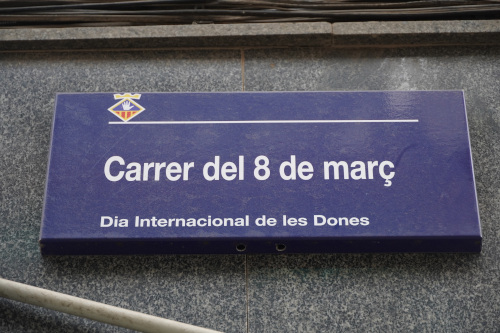 Carrer del 8 de març
Dia Internacional de les Dones